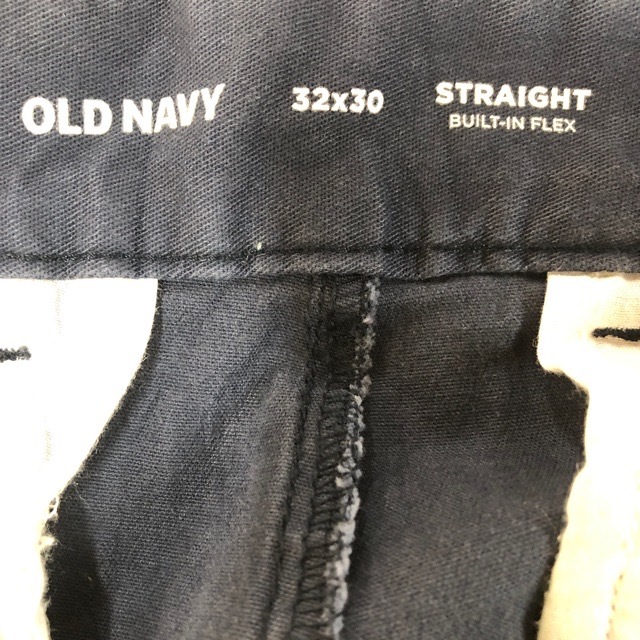 OLD NAVY
32x30
STRAIGHT
BUILT-IN FLEX